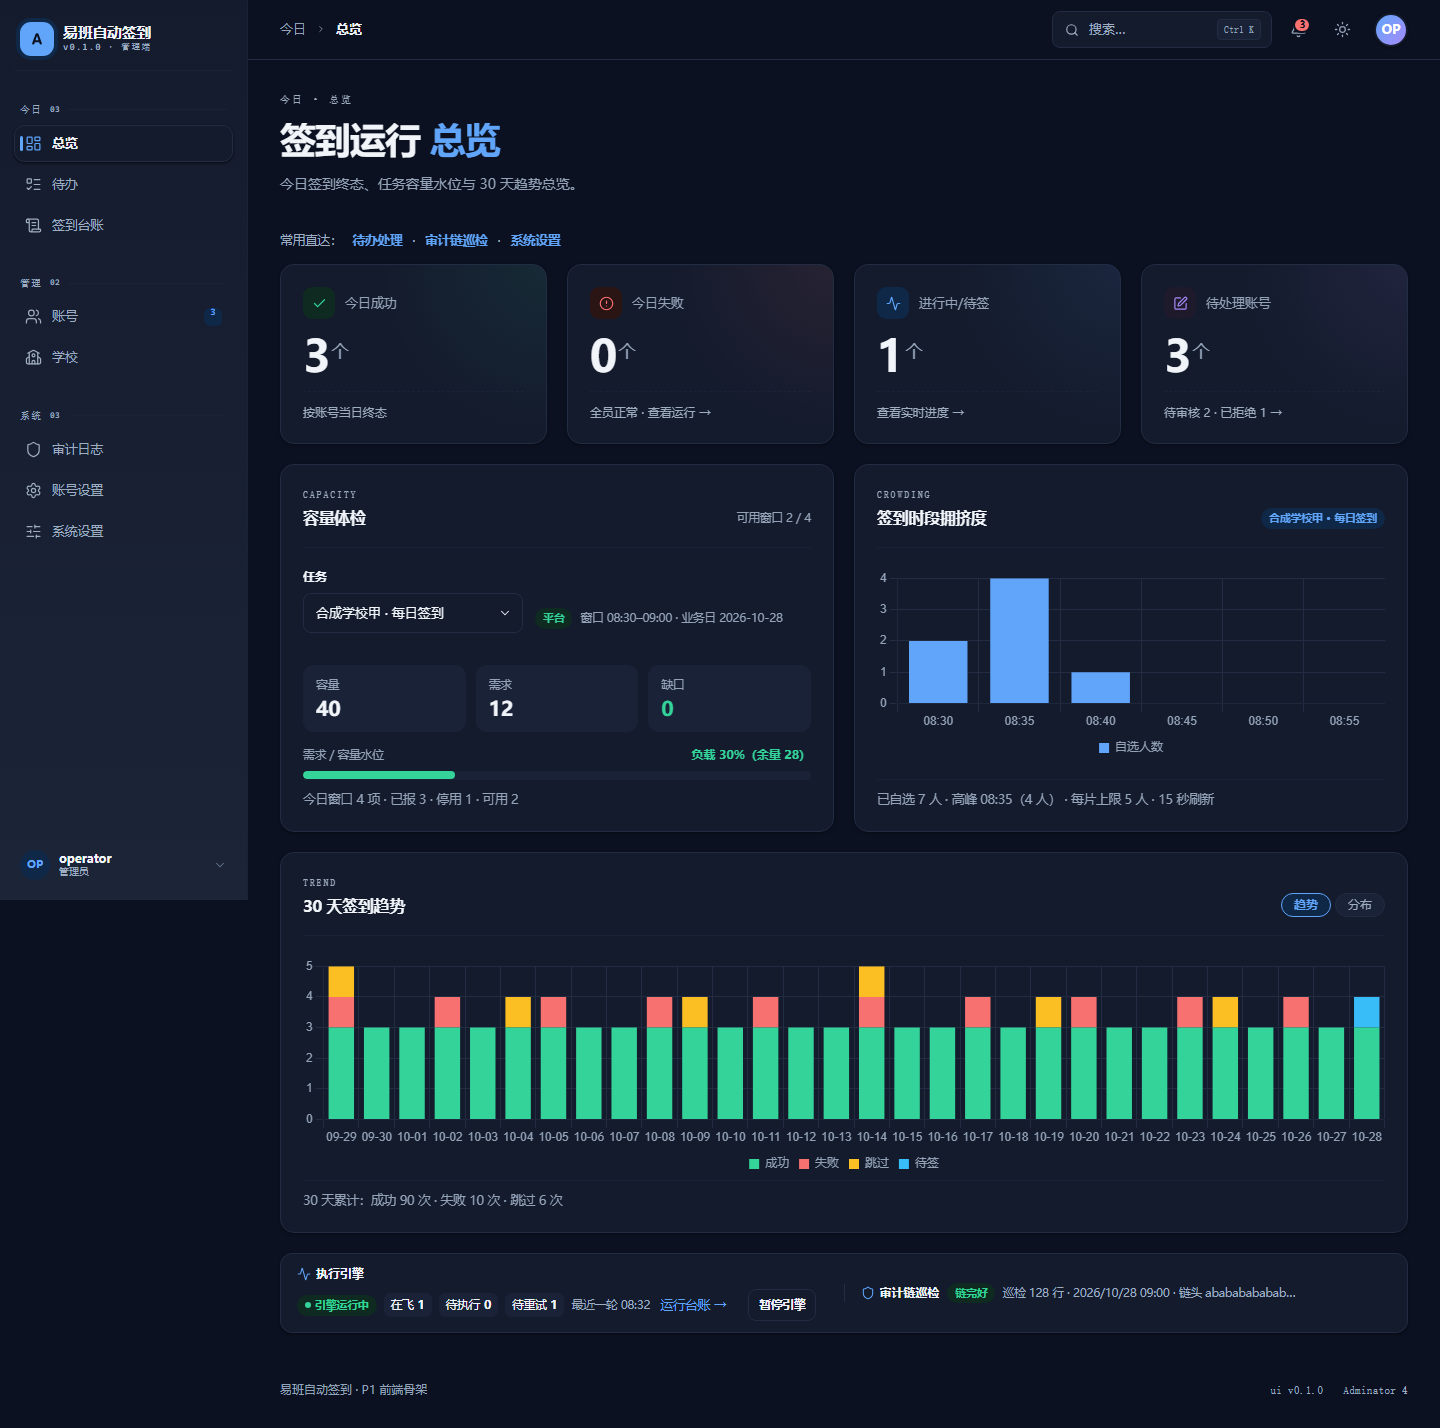 A
易班自动签到
v0.1.0 · 管理端
今日 03
总览
待办
签到台账
管理 02
账号 3
学校
系统 03
审计日志
账号设置
系统设置
OP
operator
管理员
今日 › 总览
搜索... Ctrl K
3
OP
今日 · 总览
签到运行 总览
今日签到终态、任务容量水位与 30 天趋势总览。
常用直达： 待办处理 · 审计链巡检 · 系统设置
今日成功
3个
按账号当日终态
今日失败
0个
全员正常 · 查看运行 →
进行中/待签
1个
查看实时进度 →
待处理账号
3个
待审核 2 · 已拒绝 1 →
CAPACITY
容量体检
可用窗口 2 / 4
任务
合成学校甲 · 每日签到
平台 窗口 08:30–09:00 · 业务日 2026-10-28
容量
40
需求
12
缺口
0
需求 / 容量水位 负载 30%（余量 28）
今日窗口 4 项 · 已报 3 · 停用 1 · 可用 2
CROWDING
签到时段拥挤度
合成学校甲 • 每日签到
4
3
2
1
0
08:30 08:35 08:40 08:45 08:50 08:55
自选人数
已自选 7 人 · 高峰 08:35（4 人） · 每片上限 5 人 · 15 秒刷新
TREND
30 天签到趋势
趋势 分布
5
4
3
2
1
0
09-29 09-30 10-01 10-02 10-03 10-04 10-05 10-06 10-07 10-08 10-09 10-10 10-11 10-12 10-13 10-14 10-15 10-16 10-17 10-18 10-19 10-20 10-21 10-22 10-23 10-24 10-25 10-26 10-27 10-28
成功 失败 跳过 待签
30 天累计：成功 90 次 · 失败 10 次 · 跳过 6 次
执行引擎
引擎运行中 在飞 1 待执行 0 待重试 1 最近一轮 08:32 运行台账 → 暂停引擎
审计链巡检 链完好 巡检 128 行 · 2026/10/28 09:00 · 链头 abababababab...
易班自动签到 · P1 前端骨架
ui v0.1.0 Adminator 4